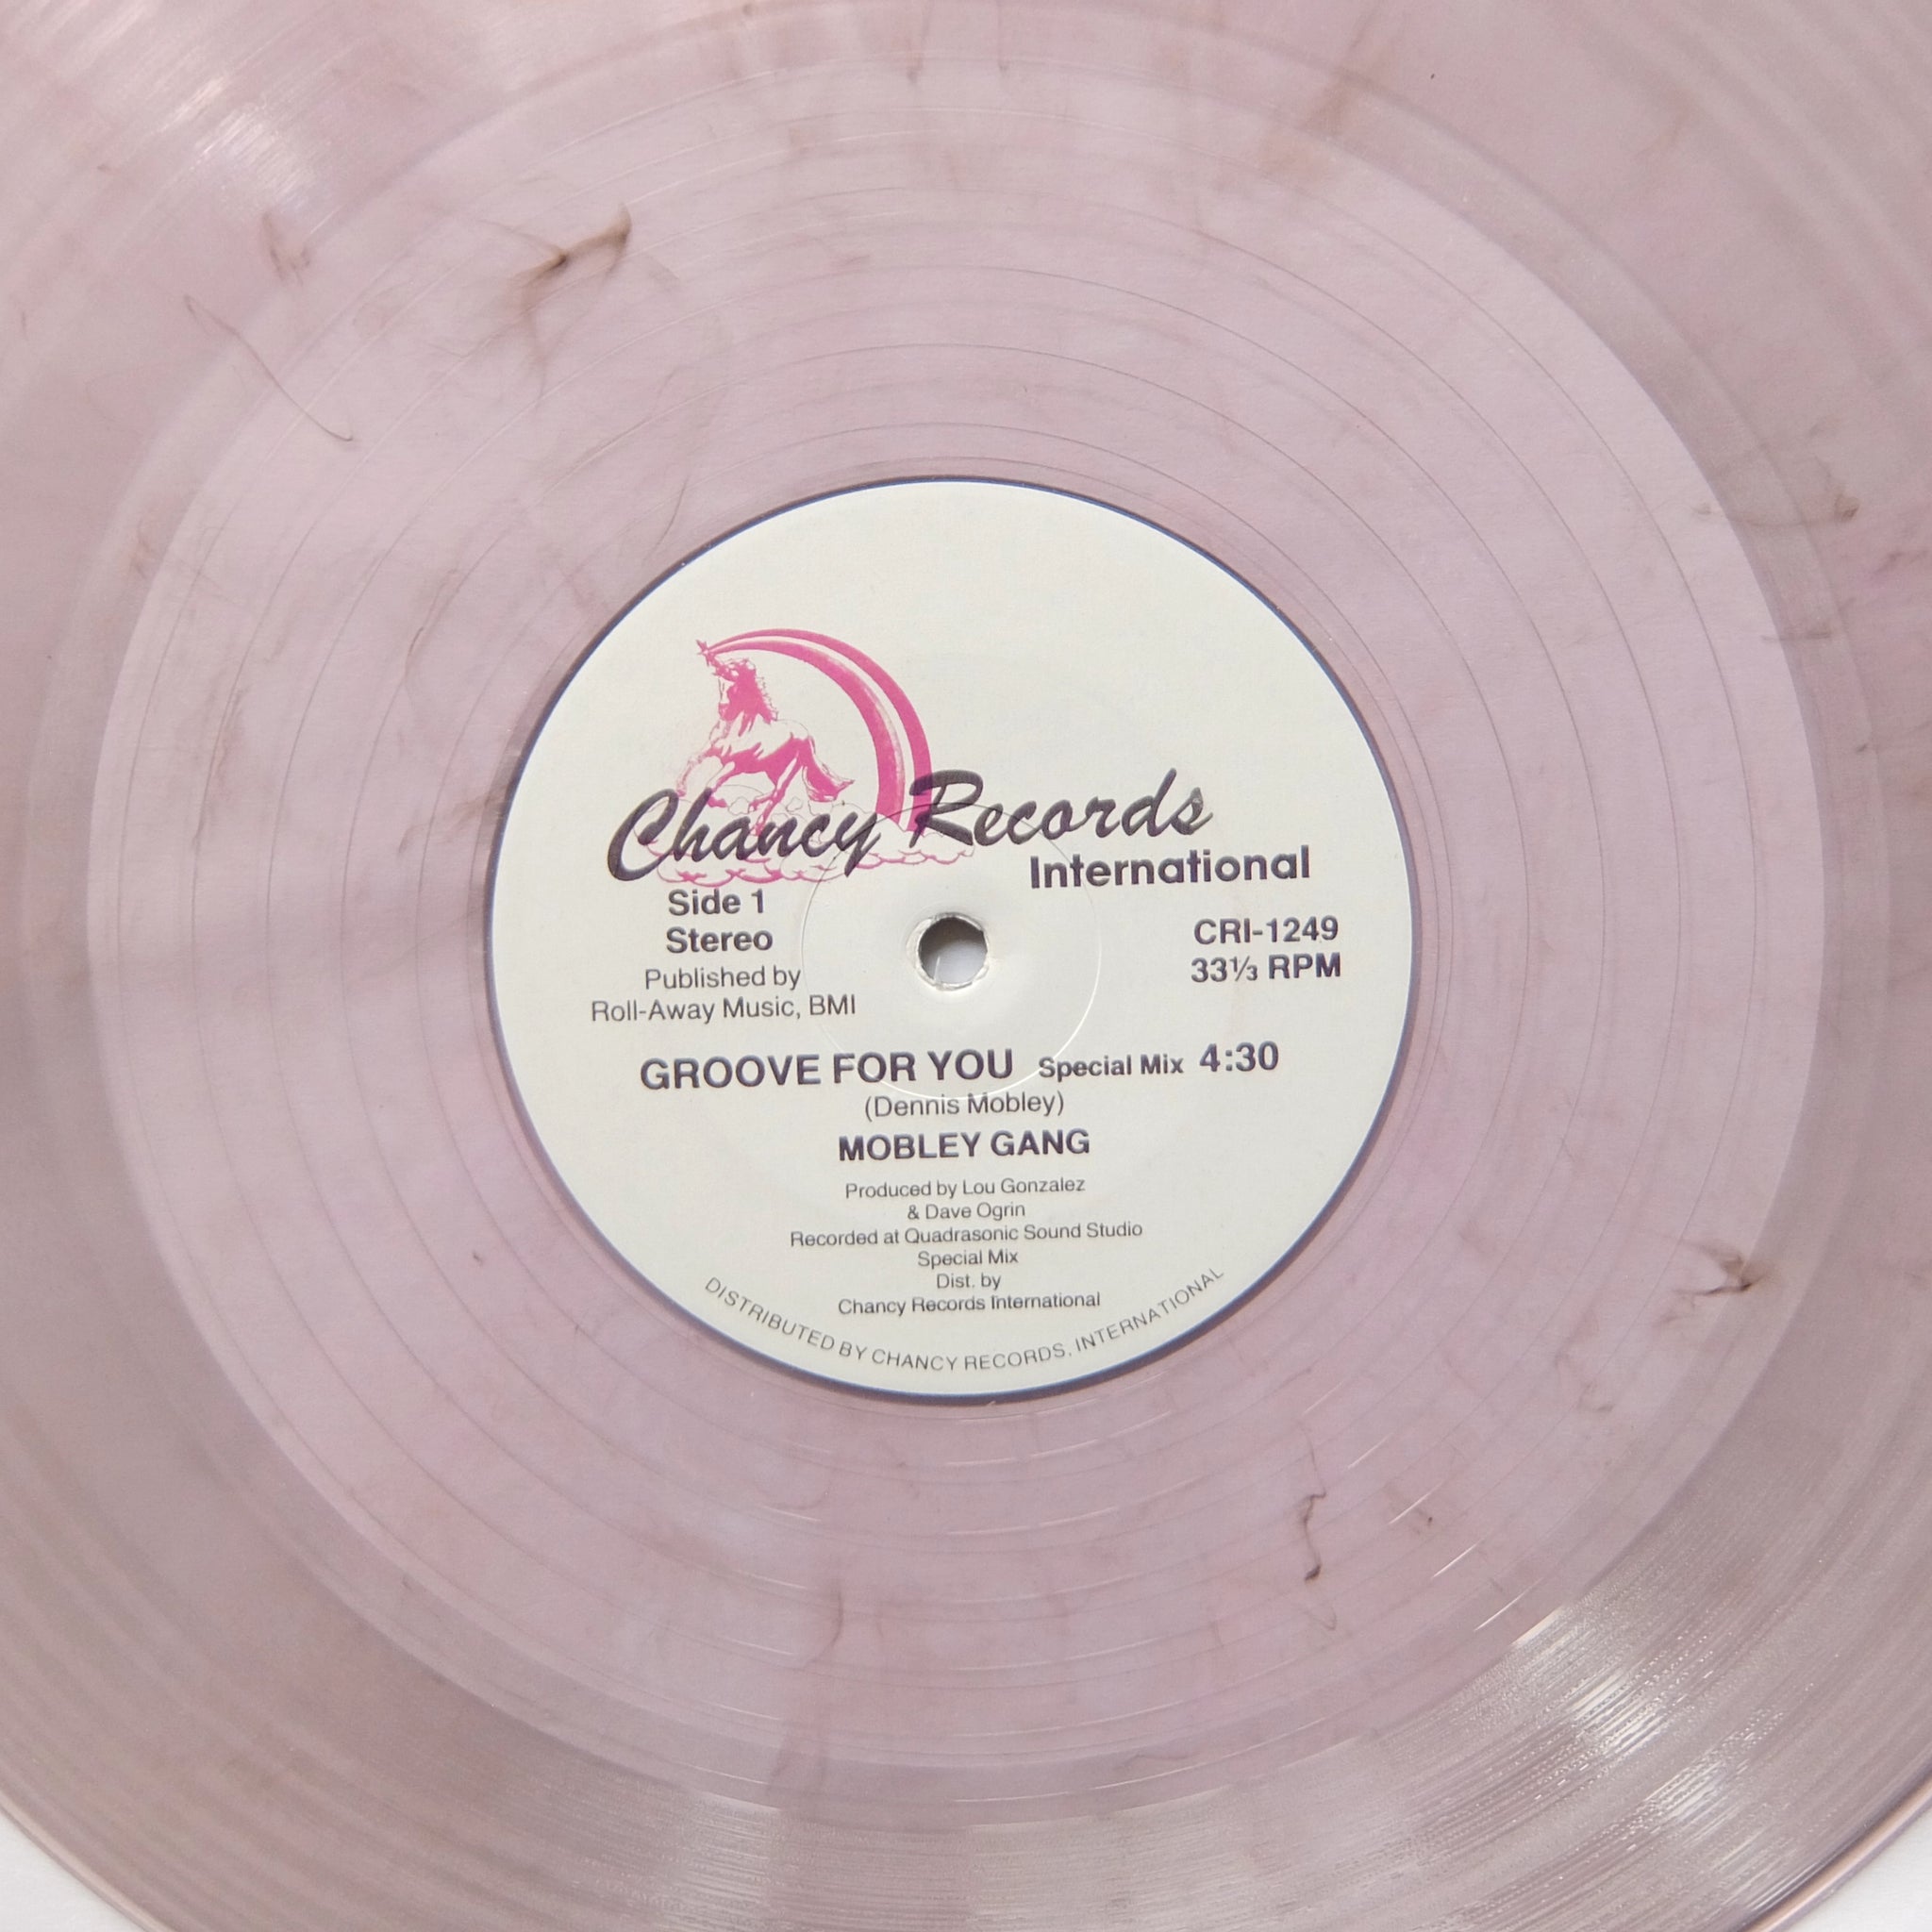 Chancy Records
International
Side 1
Stereo
Published by
Roll-Away Music, BMI
CRI-1249
33⅓ RPM
GROOVE FOR YOU Special Mix 4:30
(Dennis Mobley)
MOBLEY GANG
Produced by Lou Gonzalez
& Dave Ogrin
Recorded at Quadrasonic Sound Studio
Special Mix
Dist. by
Chancy Records International
DISTRIBUTED BY CHANCY RECORDS, INTERNATIONAL